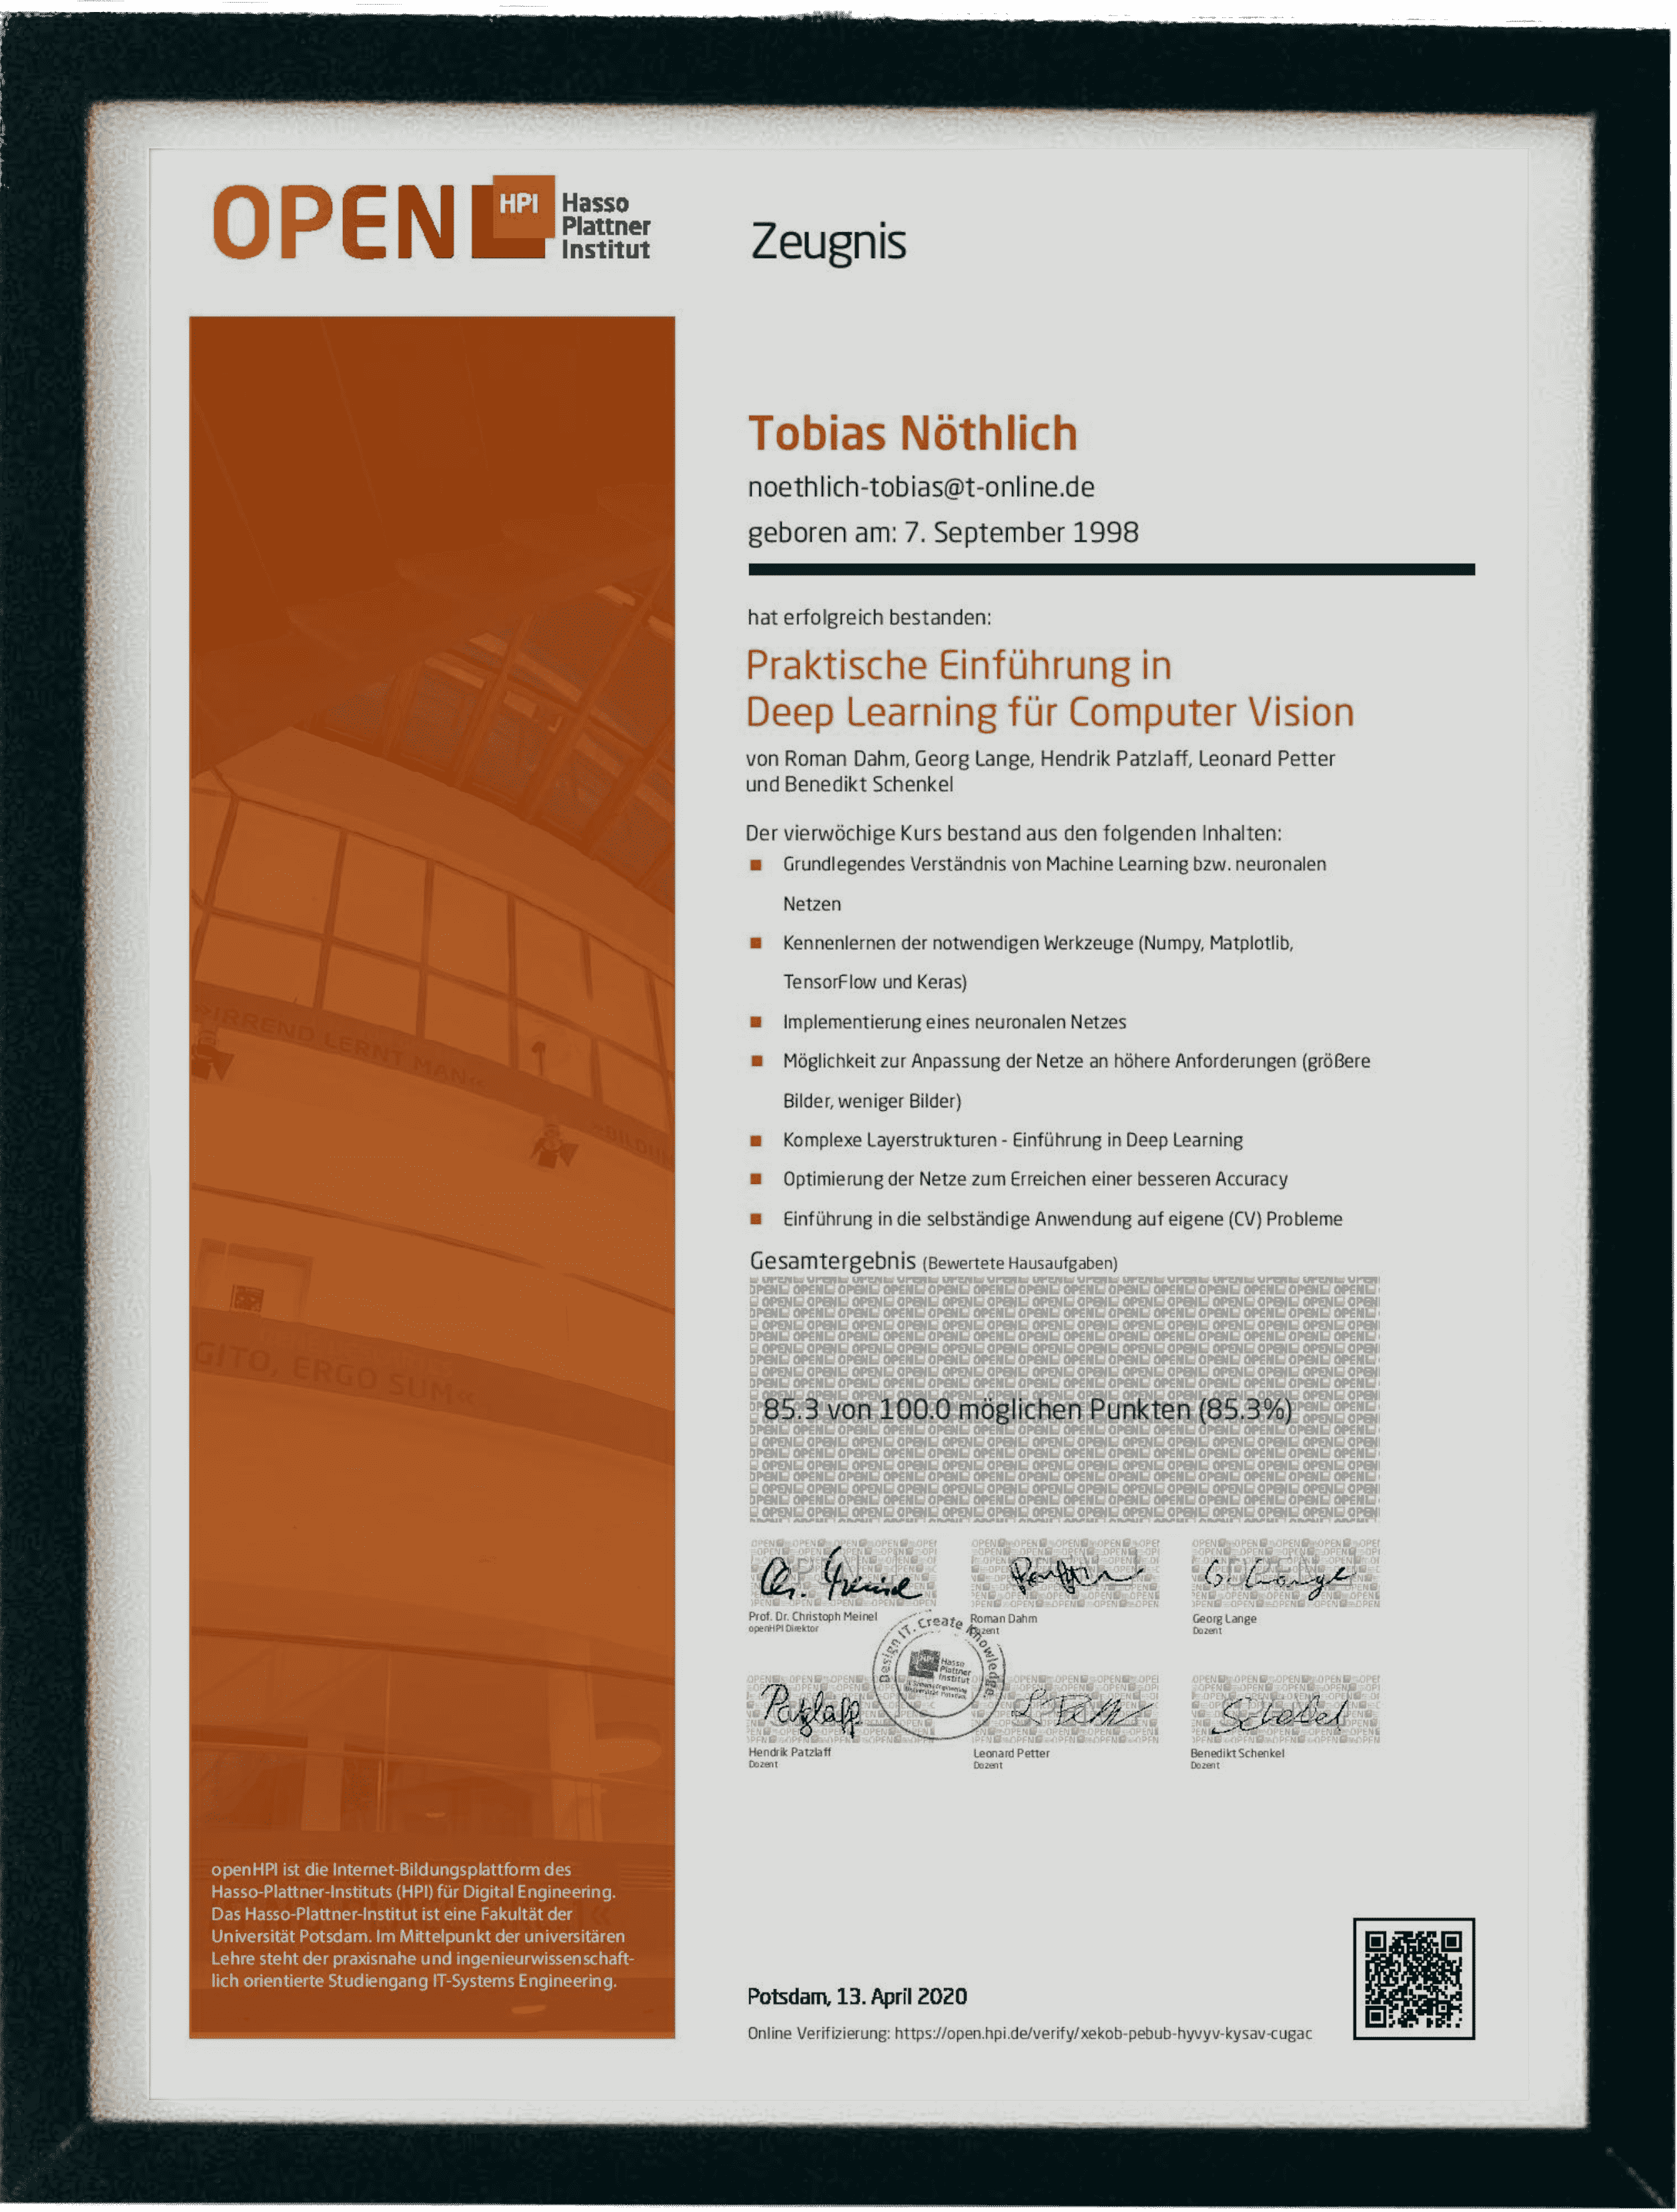 OPEN HPI Hasso
Plattner
Institut
Zeugnis
Tobias Nöthlich
noethlich-tobias@t-online.de
geboren am: 7. September 1998
hat erfolgreich bestanden:
Praktische Einführung in
Deep Learning für Computer Vision
von Roman Dahm, Georg Lange, Hendrik Patzlaff, Leonard Petter
und Benedikt Schenkel
Der vierwöchige Kurs bestand aus den folgenden Inhalten:
Grundlegendes Verständnis von Machine Learning bzw. neuronalen
Netzen
Kennenlernen der notwendigen Werkzeuge (Numpy, Matplotlib,
TensorFlow und Keras)
Implementierung eines neuronalen Netzes
Möglichkeit zur Anpassung der Netze an höhere Anforderungen (größere
Bilder, weniger Bilder)
Komplexe Layerstrukturen - Einführung in Deep Learning
Optimierung der Netze zum Erreichen einer besseren Accuracy
Einführung in die selbständige Anwendung auf eigene (CV) Probleme
Gesamtergebnis (Bewertete Hausaufgaben)
85.3 von 100.0 möglichen Punkten (85.3%)
Prof. Dr. Christoph Meinel
openHPI Direktor
Roman Dahm
Dozent
Georg Lange
Dozent
Design IT. Create Knowledge.
HPI Hasso
Plattner
Institut
Hendrik Patzlaff
Dozent
Leonard Petter
Dozent
Benedikt Schenkel
Dozent
»IRREND LERNT MAN«
»BILDUN
GITO, ERGO SUM«
openHPI ist die Internet-Bildungsplattform des
Hasso-Plattner-Instituts (HPI) für Digital Engineering.
Das Hasso-Plattner-Institut ist eine Fakultät der
Universität Potsdam. Im Mittelpunkt der universitären
Lehre steht der praxisnahe und ingenieurwissenschaft-
lich orientierte Studiengang IT-Systems Engineering.
Potsdam, 13. April 2020
Online Verifizierung: https://open.hpi.de/verify/xekob-pebub-hyvyv-kysav-cugac